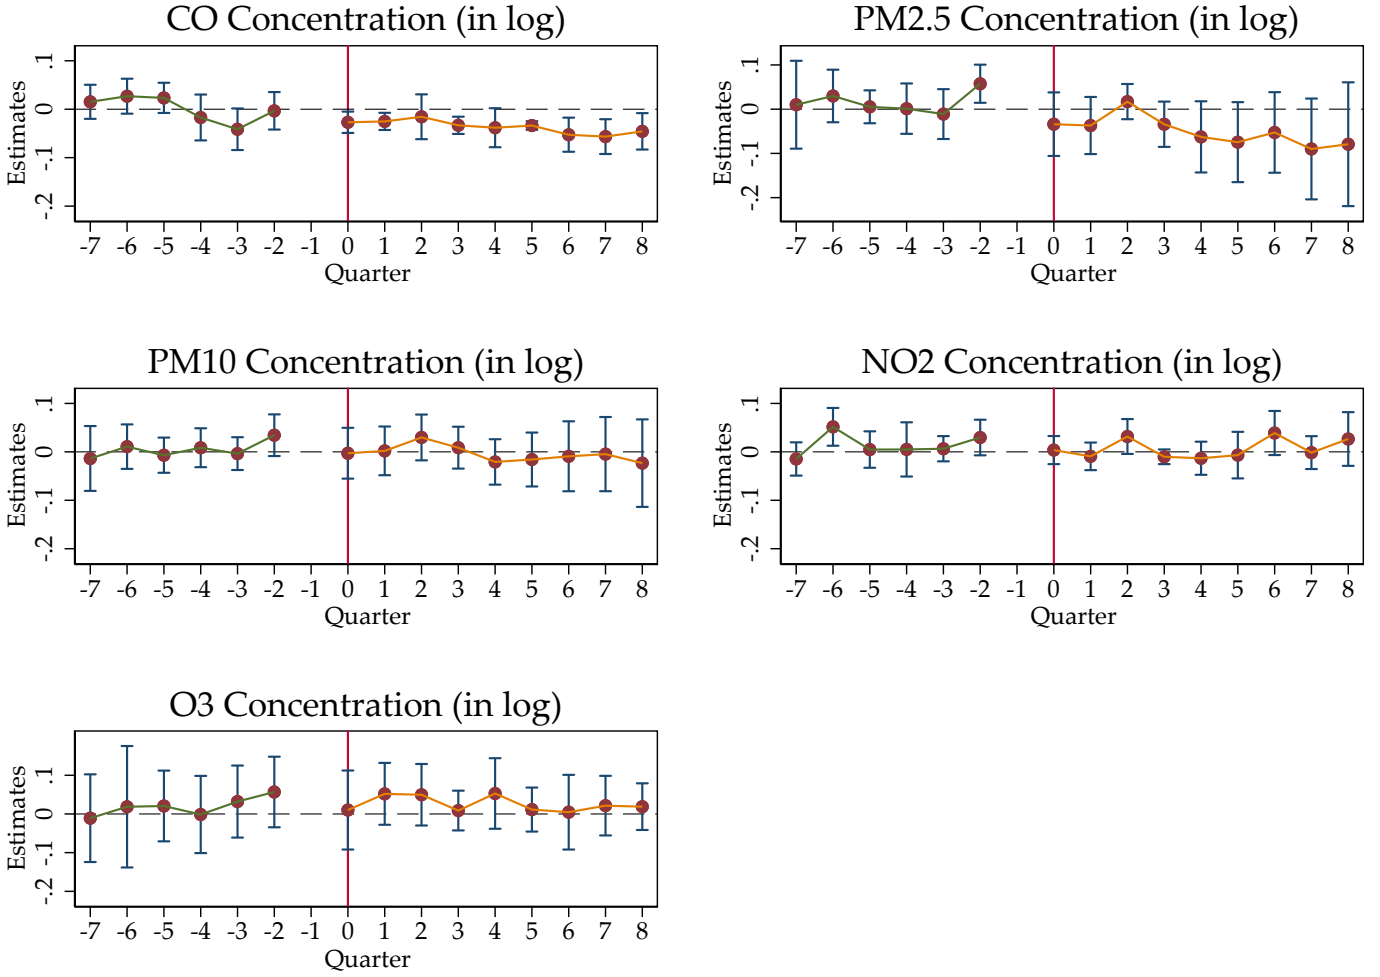 CO Concentration (in log)
.1
0
-.1
-.2
Estimates
-7 -6 -5 -4 -3 -2 -1 0 1 2 3 4 5 6 7 8
Quarter
PM2.5 Concentration (in log)
.1
0
-.1
-.2
Estimates
-7 -6 -5 -4 -3 -2 -1 0 1 2 3 4 5 6 7 8
Quarter
PM10 Concentration (in log)
.1
0
-.1
-.2
Estimates
-7 -6 -5 -4 -3 -2 -1 0 1 2 3 4 5 6 7 8
Quarter
NO2 Concentration (in log)
.1
0
-.1
-.2
Estimates
-7 -6 -5 -4 -3 -2 -1 0 1 2 3 4 5 6 7 8
Quarter
O3 Concentration (in log)
.1
0
-.1
-.2
Estimates
-7 -6 -5 -4 -3 -2 -1 0 1 2 3 4 5 6 7 8
Quarter